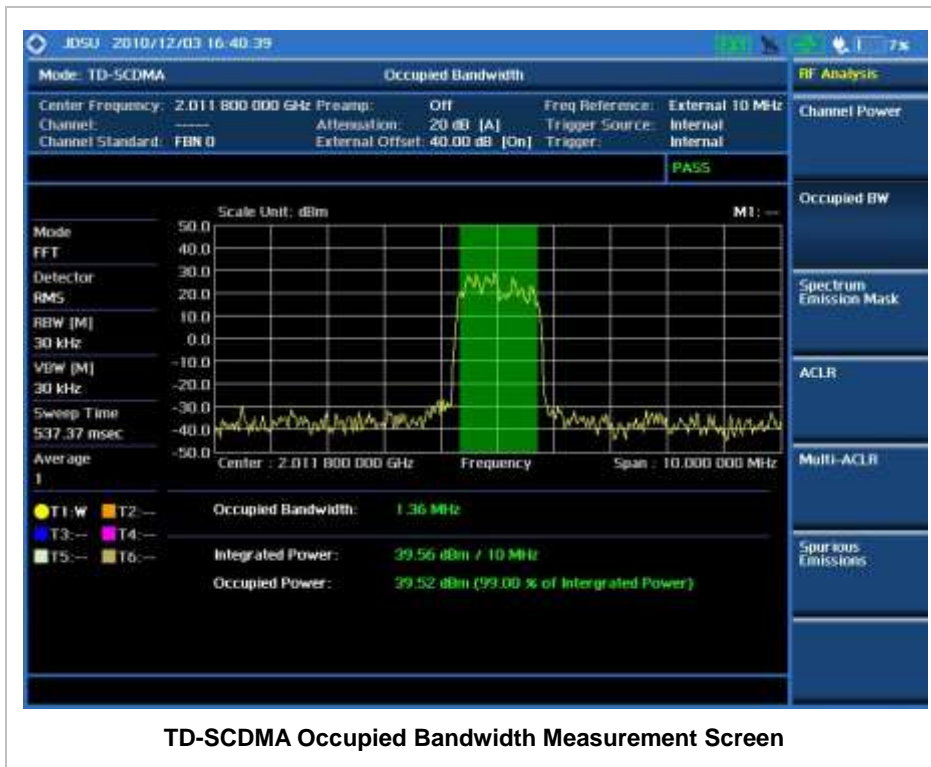 JDSU 2010/12/03 16:40:39
7%
Mode: TD-SCDMA
Occupied Bandwidth
RF Analysis
Center Frequency: 2.011 800 000 GHz Preamp: Off Freq Reference: External 10 MHz
Channel: ----- Attenuation: 20 dB [A] Trigger Source: Internal
Channel Standard: FBN 0 External Offset: 40.00 dB [On] Trigger: Internal
PASS
Channel Power
Occupied BW
Spectrum
Emission Mask
ACLR
Multi-ACLR
Spurious
Emissions
Scale Unit: dBm
M1: --
Mode
FFT
Detector
RMS
RBW [M]
30 kHz
VBW [M]
30 kHz
Sweep Time
537.37 msec
Average
1
T1:W T2:--
T3:-- T4:--
T5:-- T6:--
50.0
40.0
30.0
20.0
10.0
0.0
-10.0
-20.0
-30.0
-40.0
-50.0
Center : 2.011 800 000 GHz Frequency Span : 10.000 000 MHz
Occupied Bandwidth: 1.36 MHz
Integrated Power: 39.56 dBm / 10 MHz
Occupied Power: 39.52 dBm (99.00 % of Intergrated Power)
TD-SCDMA Occupied Bandwidth Measurement Screen